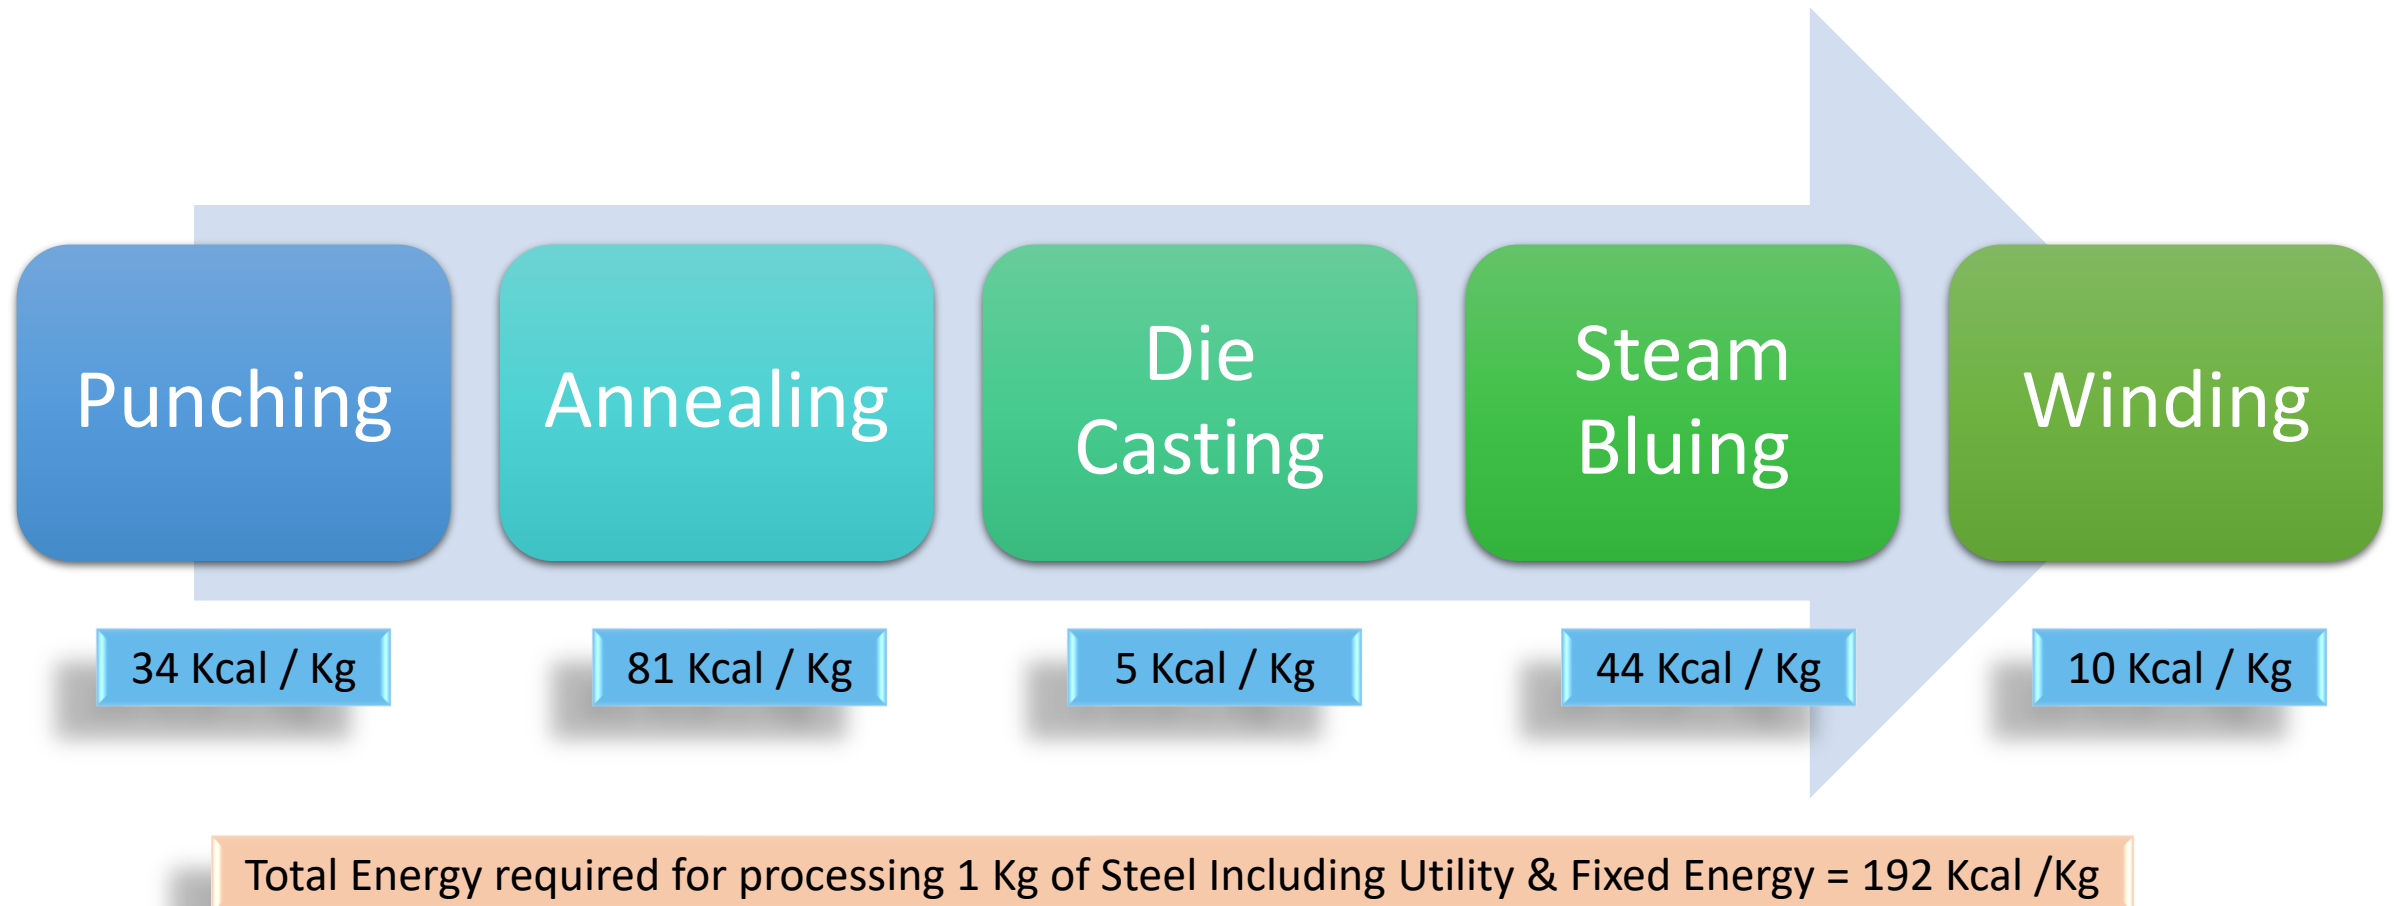 Punching
Annealing
Die
Casting
Steam
Bluing
Winding
34 Kcal / Kg
81 Kcal / Kg
5 Kcal / Kg
44 Kcal / Kg
10 Kcal / Kg
Total Energy required for processing 1 Kg of Steel Including Utility & Fixed Energy = 192 Kcal /Kg